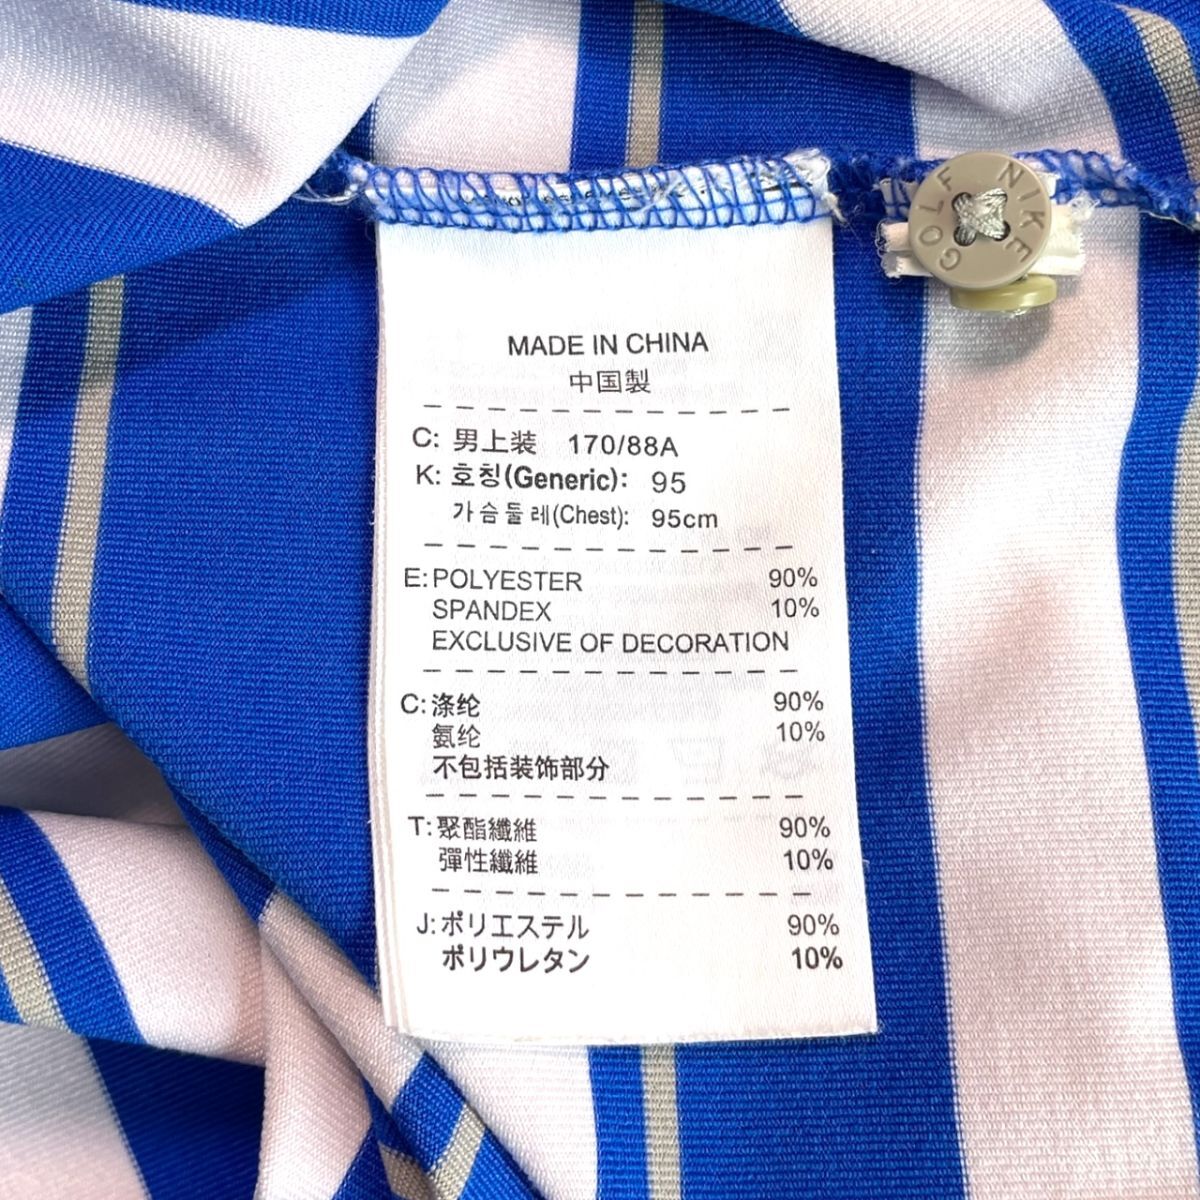 NIKE GOLF
MADE IN CHINA
中国製
C: 男上装 170/88A
K: 호칭(Generic): 95
가슴둘레(Chest): 95cm
E: POLYESTER 90%
SPANDEX 10%
EXCLUSIVE OF DECORATION
C: 涤纶 90%
氨纶 10%
不包括装饰部分
T: 聚酯纖維 90%
彈性纖維 10%
J: ポリエステル 90%
ポリウレタン 10%